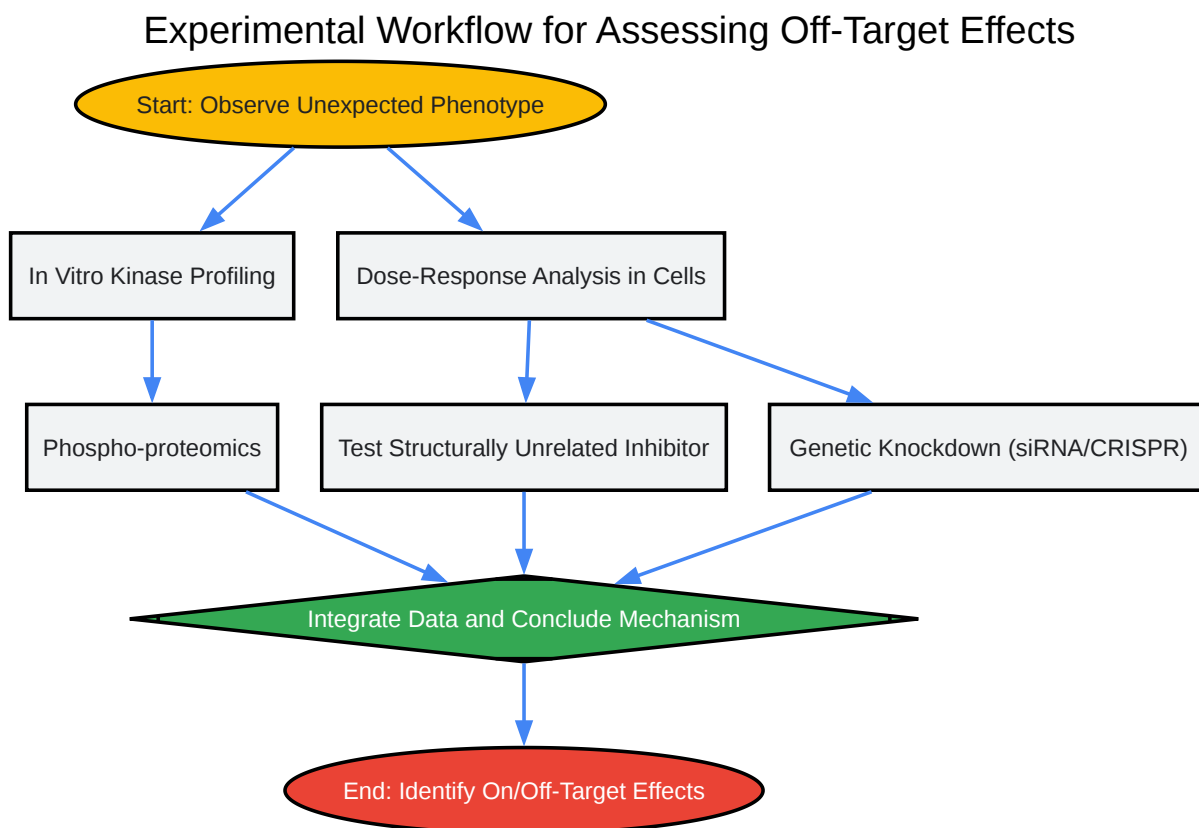 Experimental Workflow for Assessing Off-Target Effects
Start: Observe Unexpected Phenotype
In Vitro Kinase Profiling
Dose-Response Analysis in Cells
Phospho-proteomics
Test Structurally Unrelated Inhibitor
Genetic Knockdown (siRNA/CRISPR)
Integrate Data and Conclude Mechanism
End: Identify On/Off-Target Effects